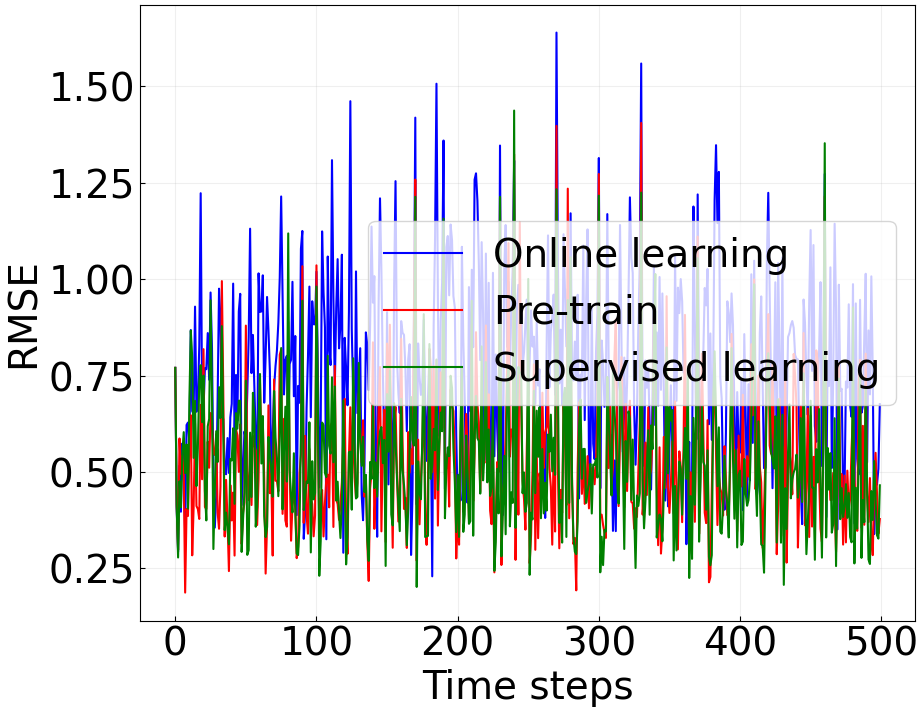 RMSE
1.50
1.25
1.00
0.75
0.50
0.25
Online learning
Pre-train
Supervised learning
0 100 200 300 400 500
Time steps